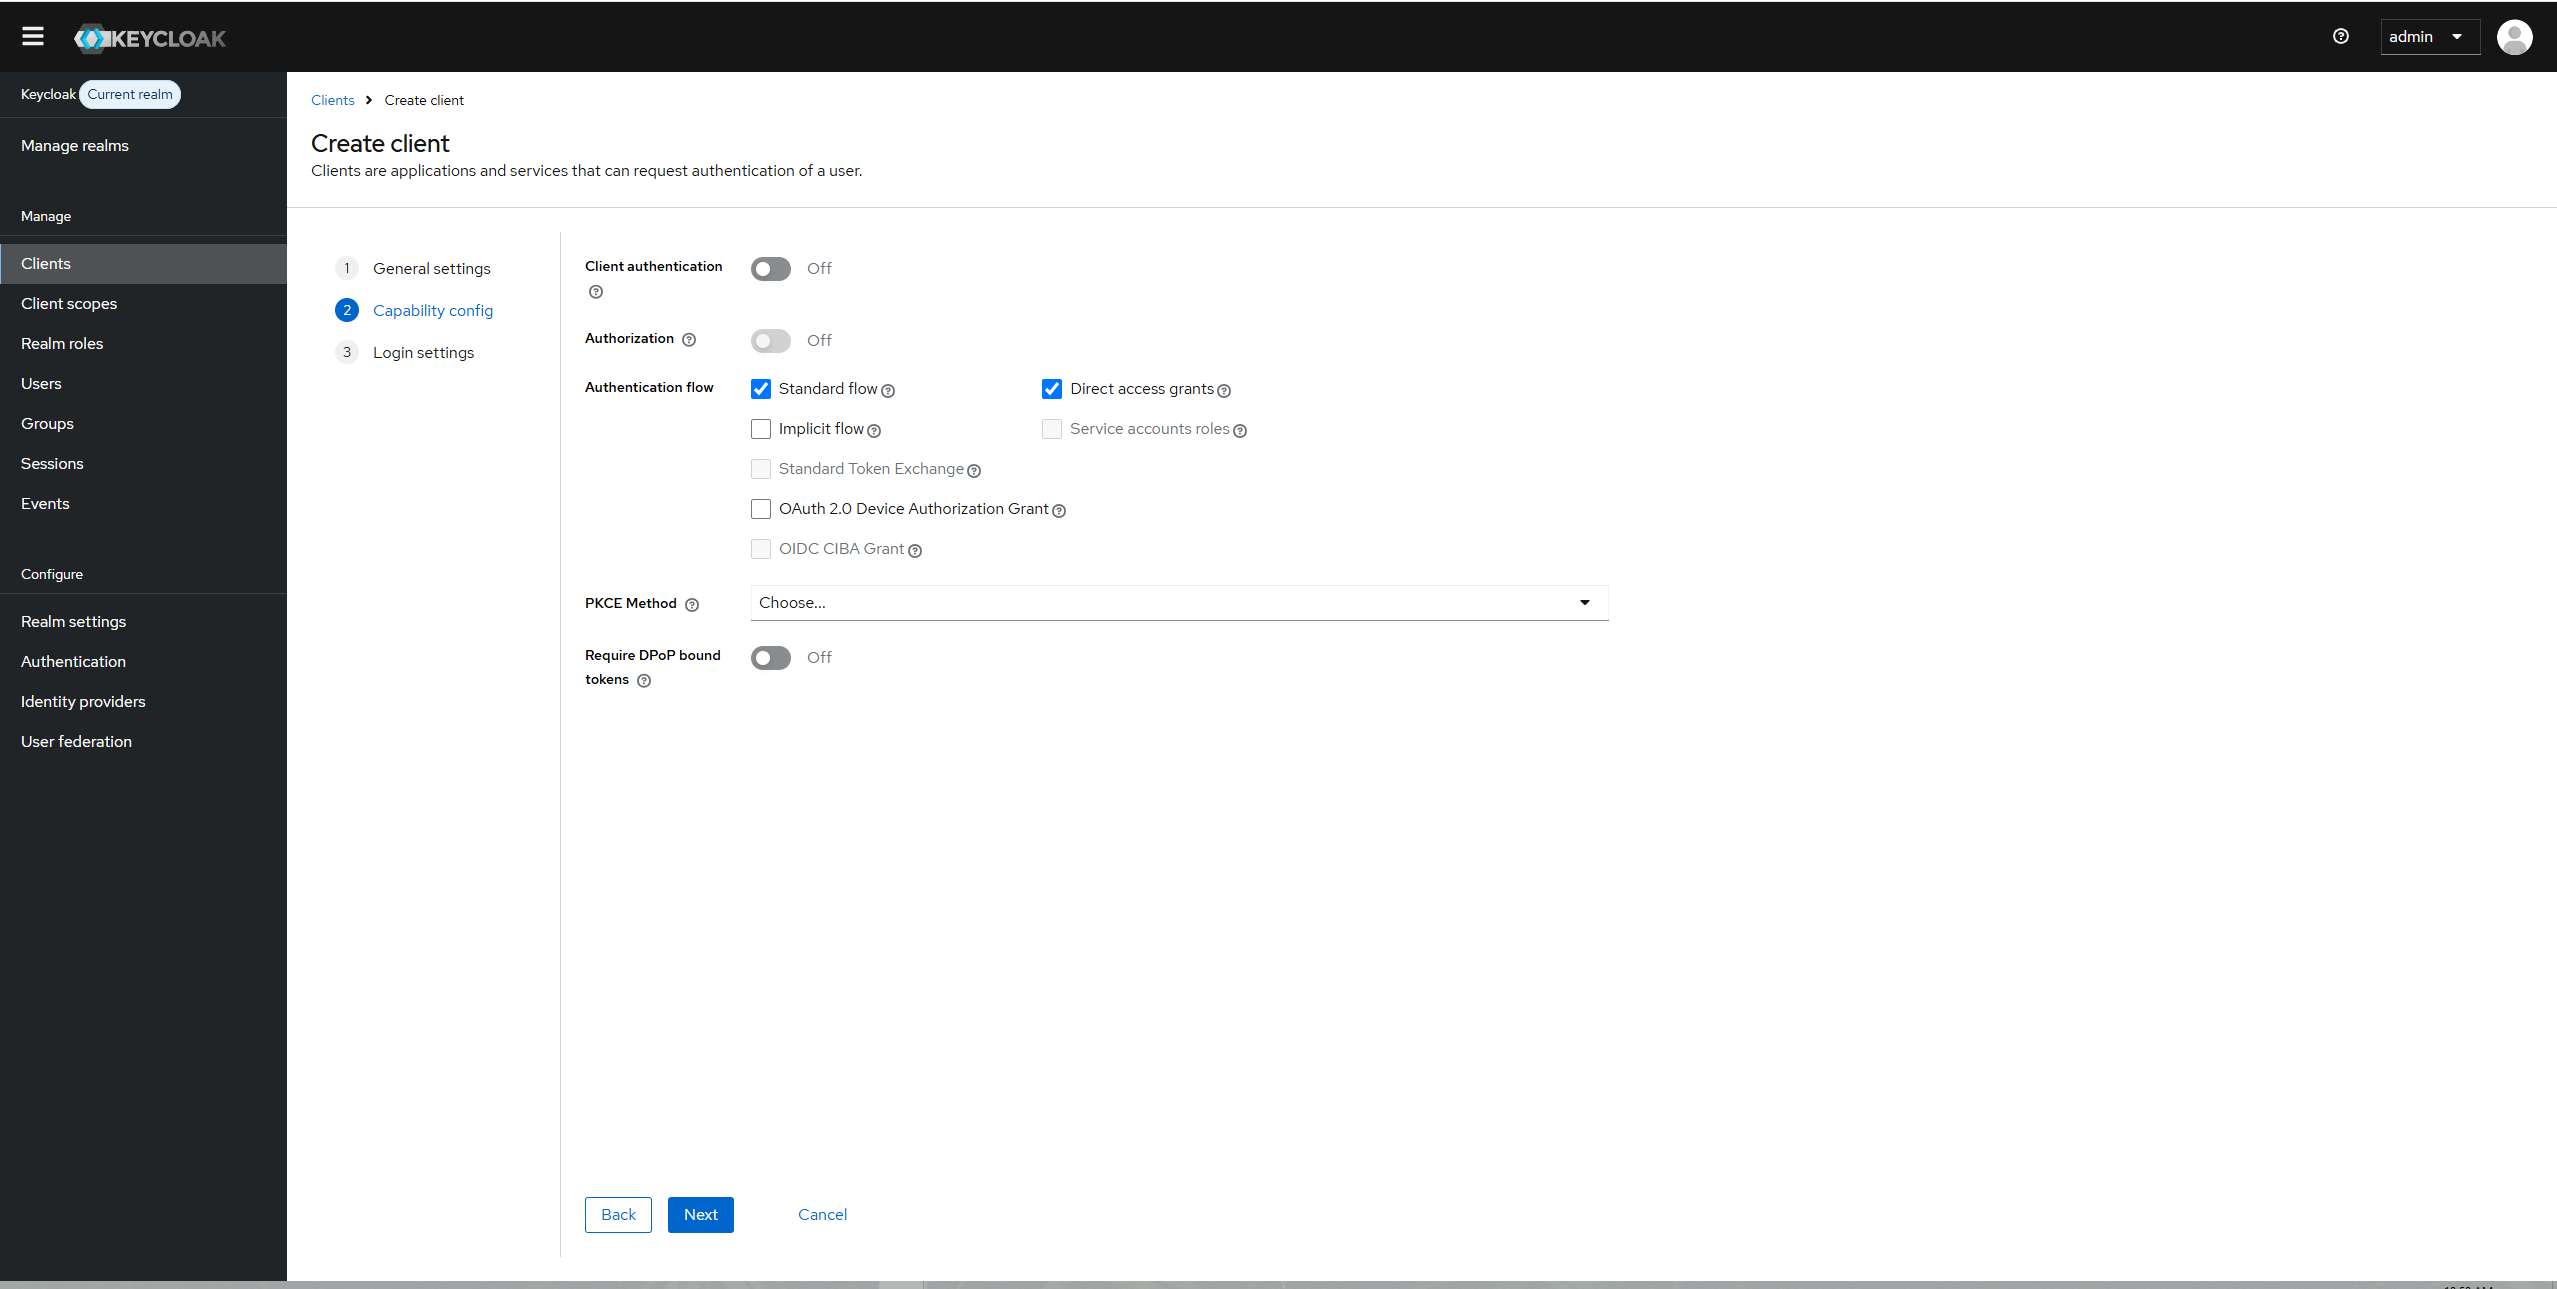 KEYCLOAK
admin
Keycloak Current realm
Manage realms
Manage
Clients
Client scopes
Realm roles
Users
Groups
Sessions
Events
Configure
Realm settings
Authentication
Identity providers
User federation
Clients Create client
Create client
Clients are applications and services that can request authentication of a user.
1 General settings
2 Capability config
3 Login settings
Client authentication
Off
Authorization
Off
Authentication flow
Standard flow
Direct access grants
Implicit flow
Service accounts roles
Standard Token Exchange
OAuth 2.0 Device Authorization Grant
OIDC CIBA Grant
PKCE Method
Choose...
Require DPoP bound
tokens
Off
Back
Next
Cancel